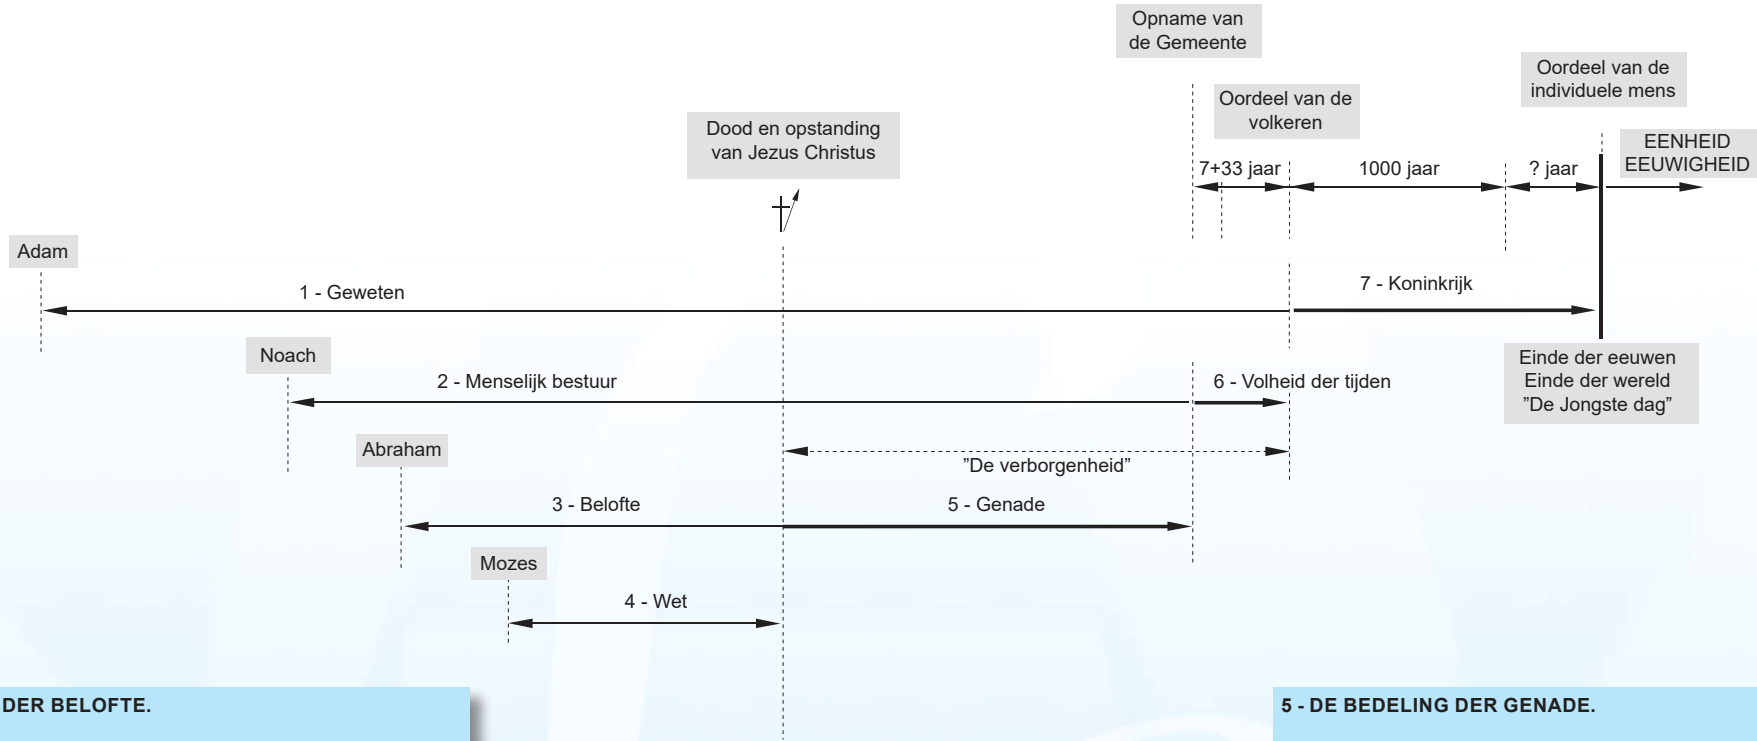 Opname van
de Gemeente
Oordeel van de
individuele mens
Oordeel van de
volkeren
Dood en opstanding
van Jezus Christus
EENHEID
EEUWIGHEID
7+33 jaar
1000 jaar
? jaar
Adam
1 - Geweten
7 - Koninkrijk
Noach
2 - Menselijk bestuur
6 - Volheid der tijden
Einde der eeuwen
Einde der wereld
”De Jongste dag”
Abraham
”De verborgenheid”
3 - Belofte
5 - Genade
Mozes
4 - Wet
DER BELOFTE.
5 - DE BEDELING DER GENADE.